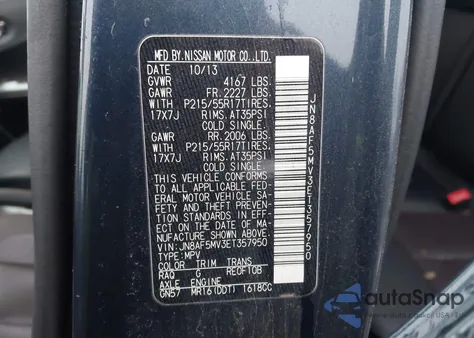 MFD.BY.NISSAN MOTOR CO.,LTD.
DATE 10/13
GVWR 4167 LBS.
GAWR FR. 2227 LBS.
WITH P215/55R17TIRES.
17X7J RIMS.AT35PSI
COLD SINGLE.
GAWR RR. 2006 LBS.
WITH P215/55R17TIRES.
17X7J RIMS.AT35PSI
COLD SINGLE.
THIS VEHICLE CONFORMS
TO ALL APPLICABLE FED-
ERAL MOTOR VEHICLE SA-
FETY AND THEFT PREVEN-
TION STANDARDS IN EFF-
ECT ON THE DATE OF MA-
NUFACTURE SHOWN ABOVE.
VIN:JN8AF5MV3ET357950
TYPE:MPV
COLOR TRIM TRANS
RAQ G RE0F10B
AXLE ENGINE
GN57 MR16(DDT) 1618CC
JN8AF5MV3ET357950
autoSnap